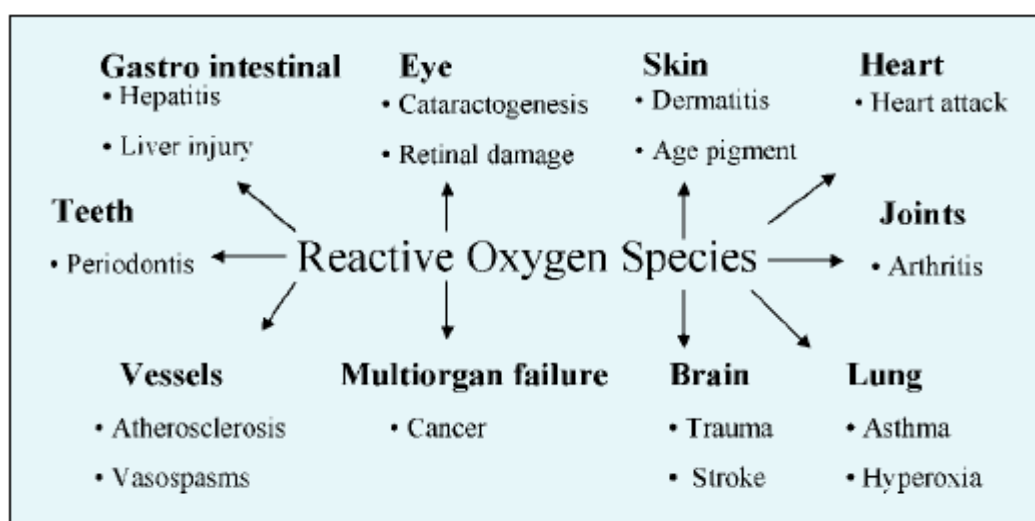 Gastro intestinal
• Hepatitis
• Liver injury
Eye
• Cataractogenesis
• Retinal damage
Skin
• Dermatitis
• Age pigment
Heart
• Heart attack
Teeth
• Periodontis
Reactive Oxygen Species
Joints
• Arthritis
Vessels
• Atherosclerosis
• Vasospasms
Multiorgan failure
• Cancer
Brain
• Trauma
• Stroke
Lung
• Asthma
• Hyperoxia